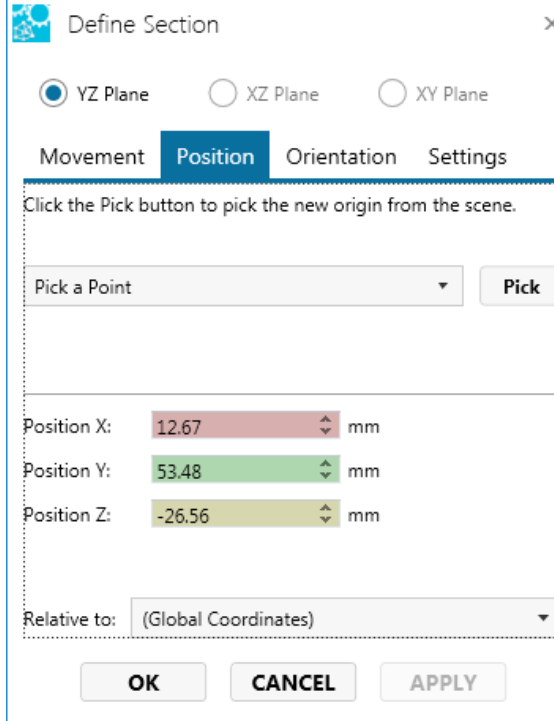 Define Section
YZ Plane XZ Plane XY Plane
Movement Position Orientation Settings
Click the Pick button to pick the new origin from the scene.
Pick a Point Pick
Position X: 12.67 mm
Position Y: 53.48 mm
Position Z: -26.56 mm
Relative to: (Global Coordinates)
OK CANCEL APPLY